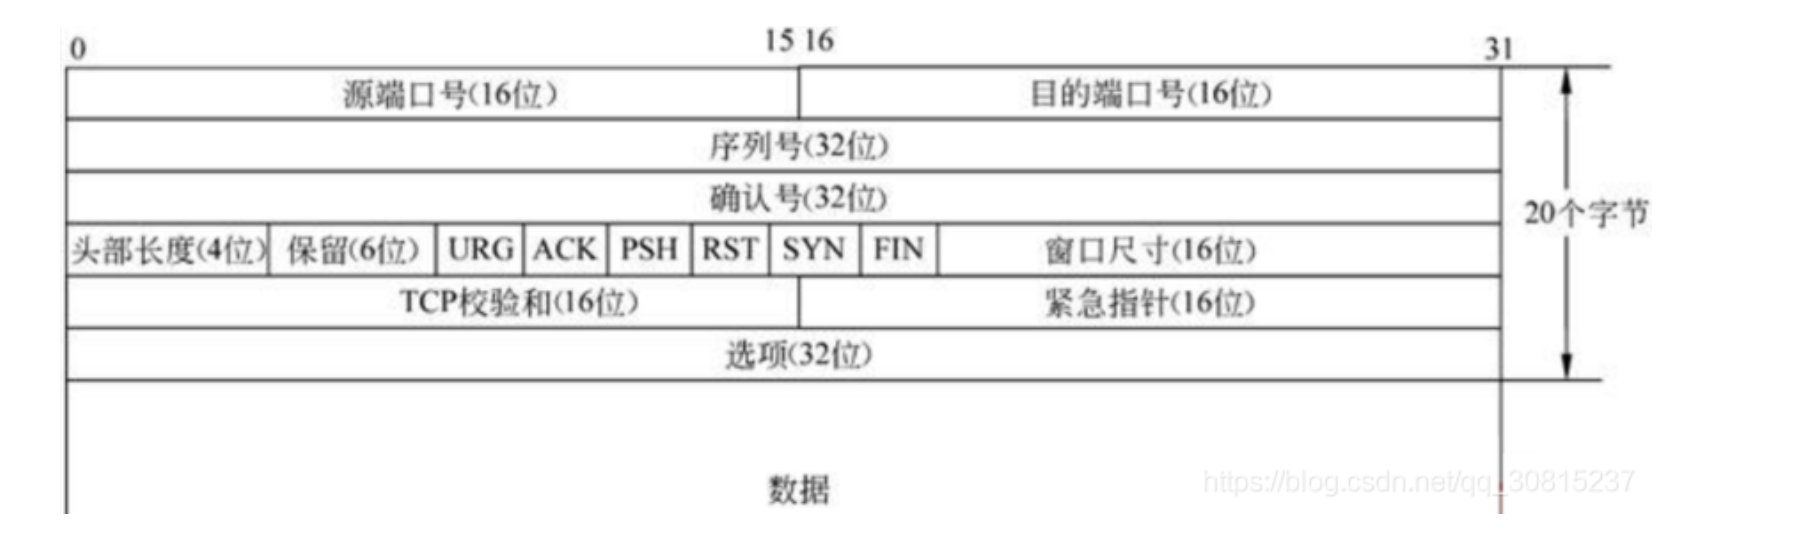 0 15 16 31
源端口号(16位) 目的端口号(16位)
序列号(32位)
确认号(32位)
20个字节
头部长度(4位) 保留(6位) URG ACK PSH RST SYN FIN 窗口尺寸(16位)
TCP校验和(16位) 紧急指针(16位)
选项(32位)
数据
https://blog.csdn.net/qq_30815237